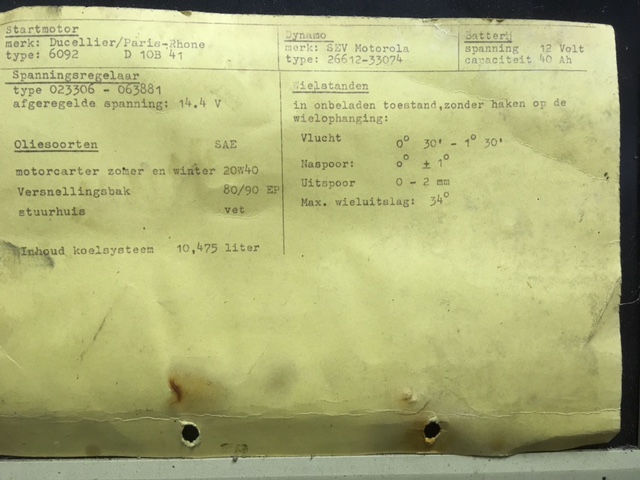 Startmotor
merk: Ducellier/Paris-Rhone
type: 6092 D 10B 41
Dynamo
merk: SEV Motorola
type: 26612-33074
Batterij
spanning 12 Volt
capaciteit 40 Ah
Spanningsregelaar
type 023306 - 063881
afgeregelde spanning: 14.4 V
Oliesoorten SAE
motorcarter zomer en winter 20W40
Versnellingsbak 80/90 EP
stuurhuis vet
Inhoud koelsysteem 10,475 liter
Wielstanden
in onbeladen toestand,zonder haken op de
wielophanging:
Vlucht 0° 30' - 1° 30'
Naspoor: 0° ± 1°
Uitspoor 0 - 2 mm
Max. wieluitslag: 34°